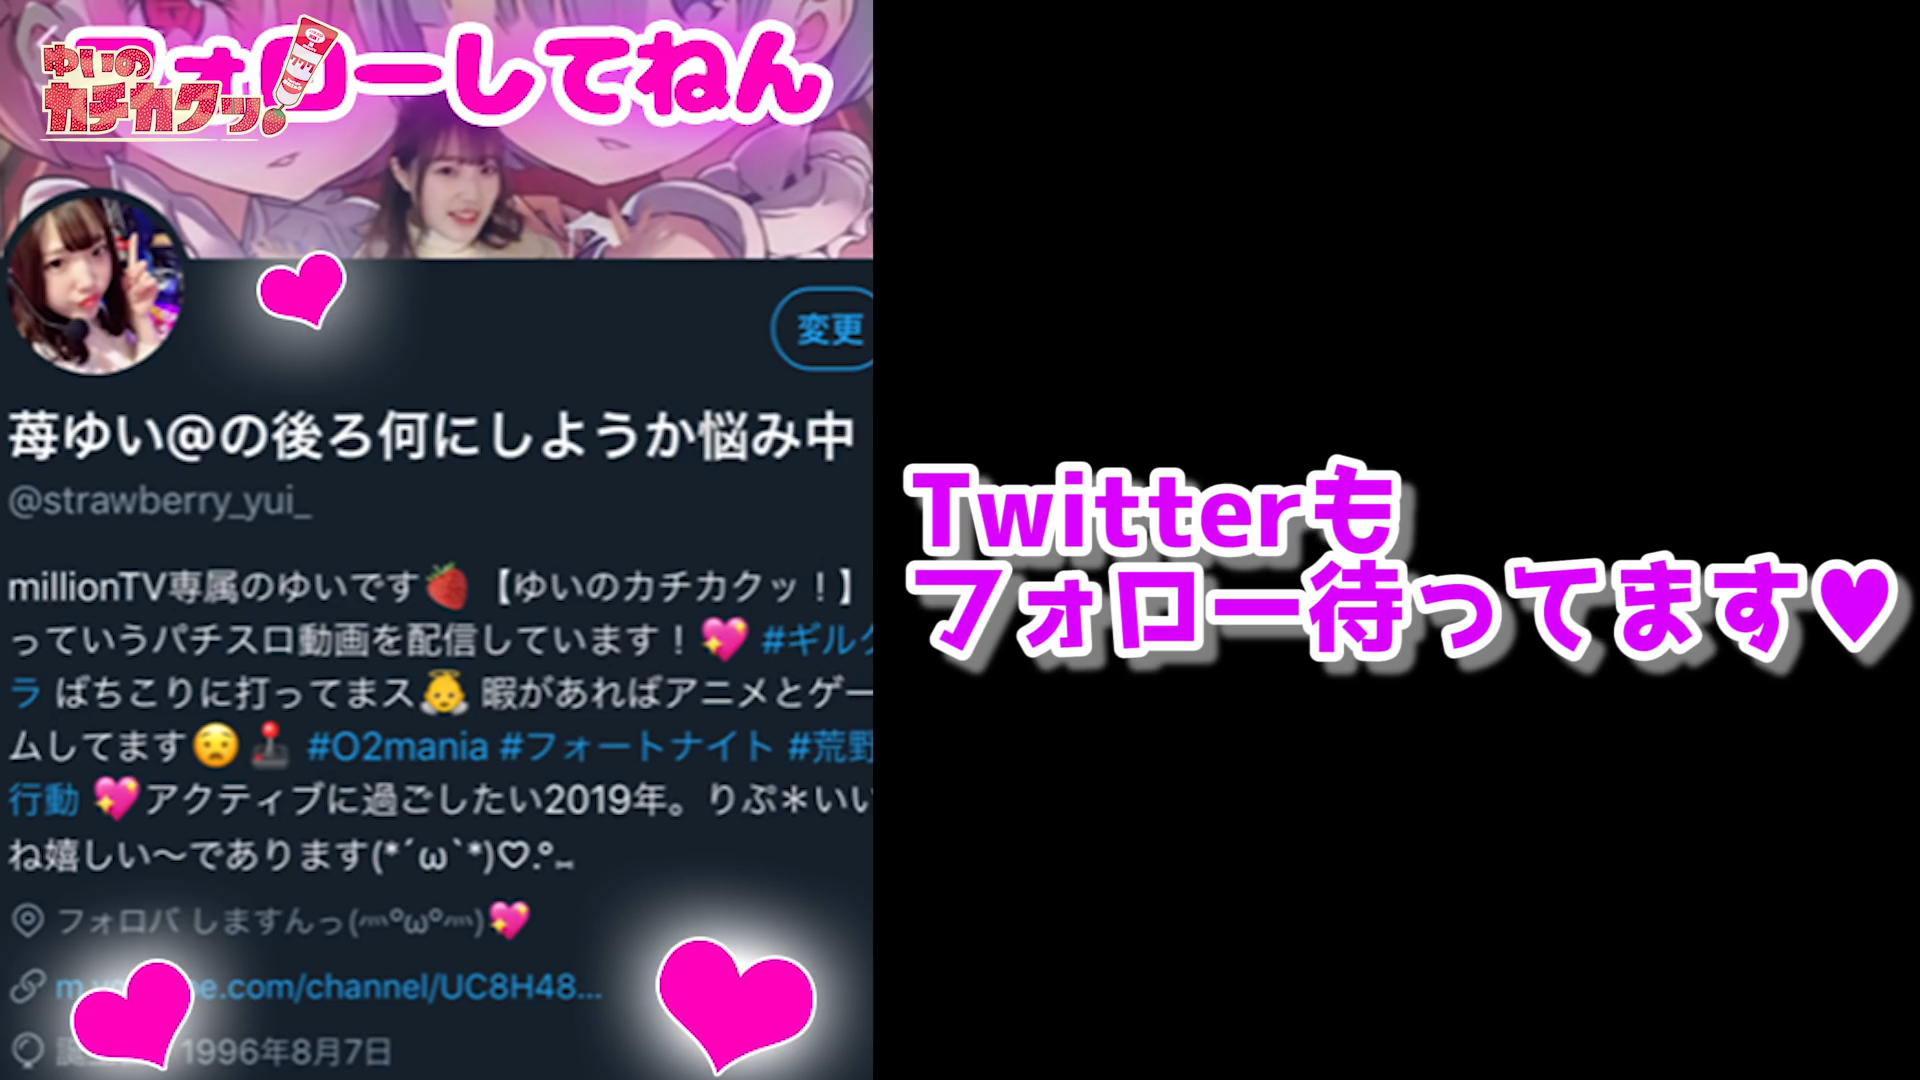 フォローしてねん
ゆいの
カチカクッ!
変更
苺ゆい@の後ろ何にしようか悩み中
@strawberry_yui_
millionTV専属のゆいです🍓【ゆいのカチカクッ！】
っていうパチスロ動画を配信しています！💖 #ギルク
ラ ばちこりに打ってまス👼 暇があればアニメとゲー
ムしてます😟🕹 #O2mania #フォートナイト #荒野
行動 💖アクティブに過ごしたい2019年。りぷ＊いい
ね嬉しい〜であります(*´ω`*)♡.°
フォロバ しますんっ💖
e.com/channel/UC8H48...
1996年8月7日
Twitterも
フォロー待ってます♥